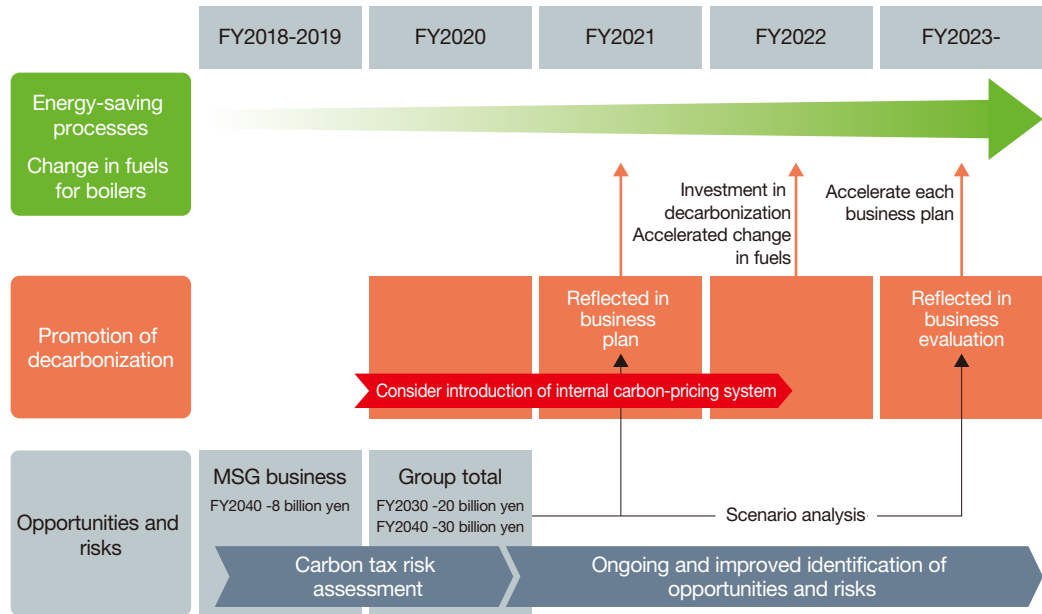 FY2018-2019
FY2020
FY2021
FY2022
FY2023-
Energy-saving
processes
Change in fuels
for boilers
Investment in
decarbonization
Accelerated change
in fuels
Accelerate each
business plan
Promotion of
decarbonization
Reflected in
business
plan
Reflected in
business
evaluation
Consider introduction of internal carbon-pricing system
Opportunities and
risks
MSG business
FY2040 -8 billion yen
Group total
FY2030 -20 billion yen
FY2040 -30 billion yen
Scenario analysis
Carbon tax risk
assessment
Ongoing and improved identification of
opportunities and risks